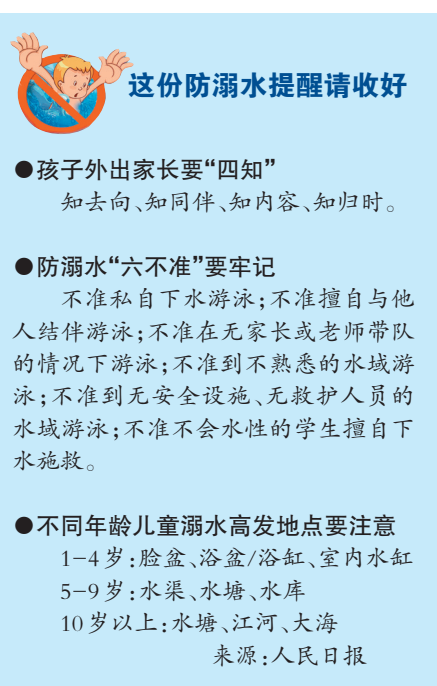 这份防溺水提醒请收好
●孩子外出家长要“四知”
知去向、知同伴、知内容、知归时。
●防溺水“六不准”要牢记
不准私自下水游泳；不准擅自与他
人结伴游泳；不准在无家长或老师带队
的情况下游泳；不准到不熟悉的水域游
泳；不准到无安全设施、无救护人员的
水域游泳；不准不会水性的学生擅自下
水施救。
●不同年龄儿童溺水高发地点要注意
1-4岁：脸盆、浴盆/浴缸、室内水缸
5-9岁：水渠、水塘、水库
10岁以上：水塘、江河、大海
来源：人民日报